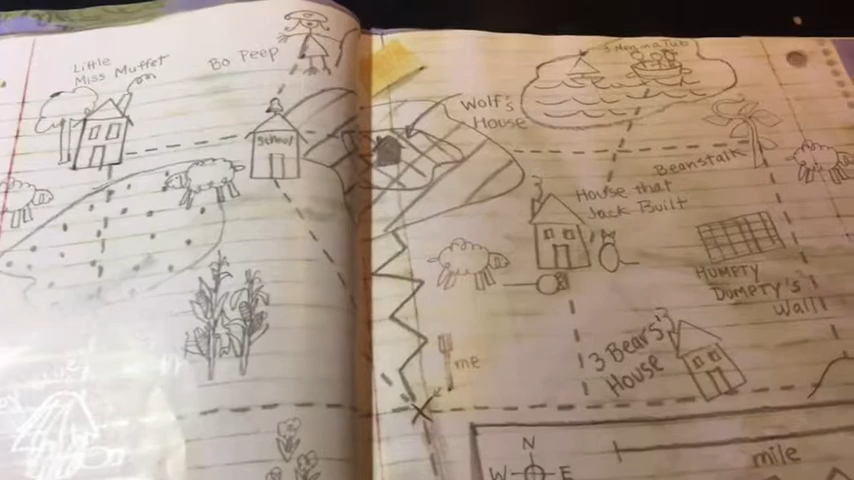 Little
Miss Muffet
Bo Peep
School
Wolf's
House
3 Men in a Tub
Beanstalk
House that
Jack Built
HUMPTY
DUMPTY'S
Wall
me
3 Bears'
House
N
W
E
mile